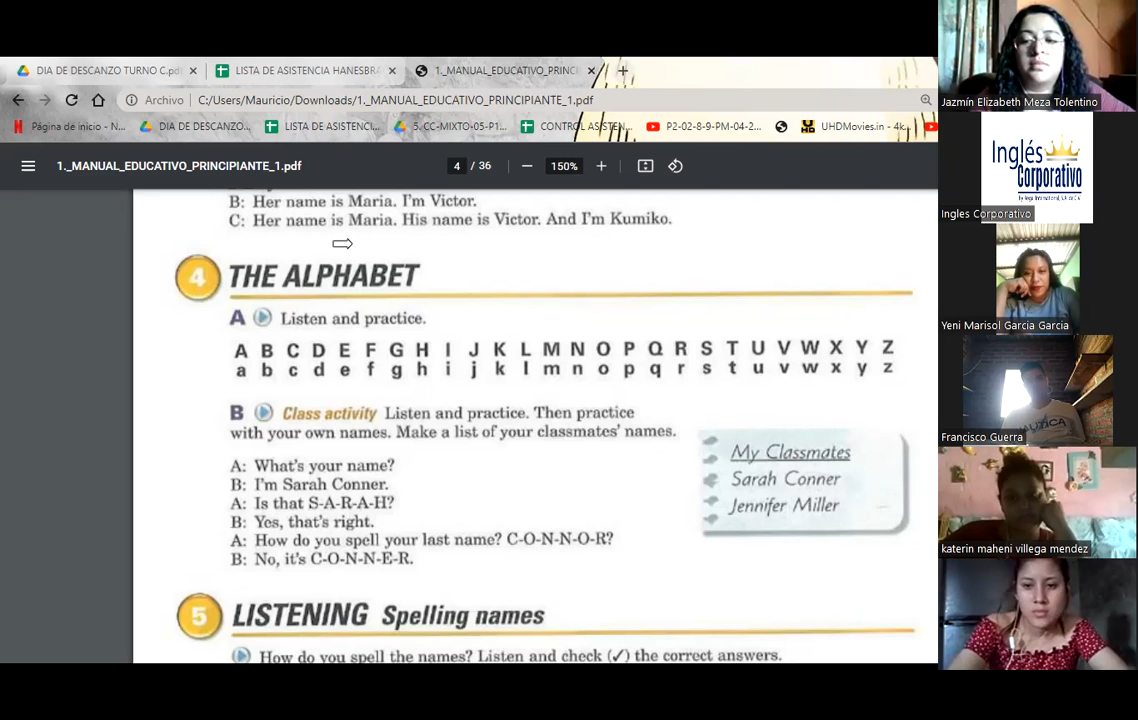 DIA DE DESCANZO TURNO C.pd
LISTA DE ASISTENCIA HANESBRA
1._MANUAL_EDUCATIVO_PRINCI
Archivo
C:/Users/Mauricio/Downloads/1._MANUAL_EDUCATIVO_PRINCIPIANTE_1.pdf
Página de inicio - N...
DIA DE DESCANZO...
LISTA DE ASISTENCI...
5. CC-MIXTO-05-P1...
CONTROL ASISTEN...
P2-02-8-9-PM-04-2...
UHDMovies.in - 4k...
1._MANUAL_EDUCATIVO_PRINCIPIANTE_1.pdf
4 / 36
150%
B: Her name is Maria. I'm Victor.
C: Her name is Maria. His name is Victor. And I'm Kumiko.
4 THE ALPHABET
A Listen and practice.
A B C D E F G H I J K L M N O P Q R S T U V W X Y Z
a b c d e f g h i j k l m n o p q r s t u v w x y z
B Class activity Listen and practice. Then practice
with your own names. Make a list of your classmates' names.
A: What's your name?
B: I'm Sarah Conner.
A: Is that S-A-R-A-H?
B: Yes, that's right.
A: How do you spell your last name? C-O-N-N-O-R?
B: No, it's C-O-N-N-E-R.
My Classmates
Sarah Conner
Jennifer Miller
5 LISTENING Spelling names
How do you spell the names? Listen and check (✓) the correct answers.
Jazmín Elizabeth Meza Tolentino
Inglés
Corporativo
Ingles Corporativo
Yeni Marisol Garcia Garcia
NAUTICA
Francisco Guerra
katerin maheni villega mendez